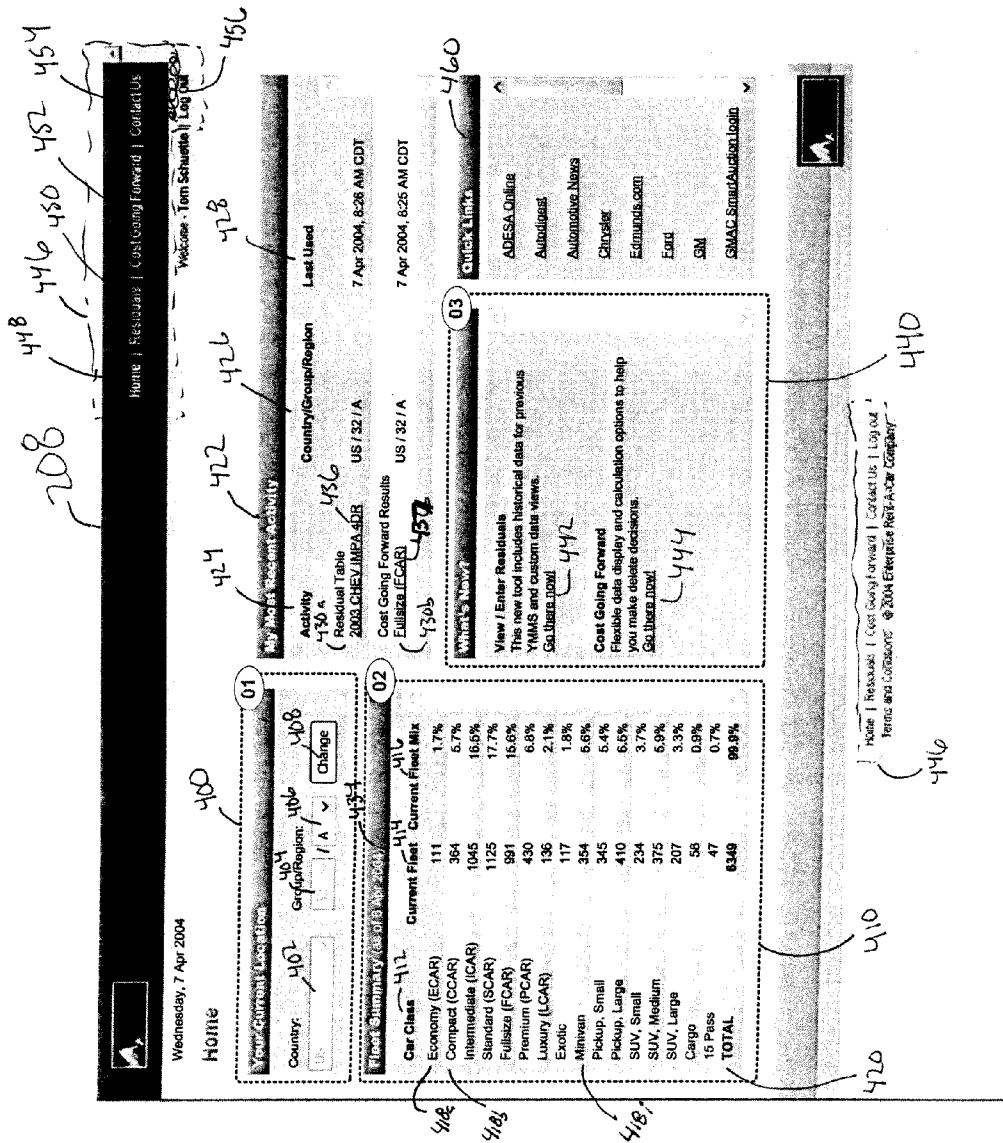 208
448
446
450
452
454
Home | Residuals | Cost Going Forward | Contact Us
Welcome - Tom Schuette | Log Out
456
Wednesday, 7 Apr 2004
Home
400
Your Current Location
01
402
404
406
408
Country:
Group/Region:
US
/ A
Change
434
Fleet Summary (as of 3 Apr 2004)
02
412
414
416
Car Class Current Fleet Current Fleet Mix
Economy (ECAR) 111 1.7%
Compact (CCAR) 364 5.7%
Intermediate (ICAR) 1045 16.5%
Standard (SCAR) 1125 17.7%
Fullsize (FCAR) 991 15.6%
Premium (PCAR) 430 6.8%
Luxury (LCAR) 136 2.1%
Exotic 117 1.8%
Minivan 354 5.6%
Pickup, Small 345 5.4%
Pickup, Large 410 6.5%
SUV, Small 234 3.7%
SUV, Medium 375 5.9%
SUV, Large 207 3.3%
Cargo 58 0.9%
15 Pass 47 0.7%
TOTAL 6349 99.9%
418a
418b
418i
420
410
424
422
426
428
My Most Recent Activity
Activity Country/Group/Region Last Used
430a
436
Residual Table
2003 CHEV IMPA 4DR US / 32 / A 7 Apr 2004, 8:26 AM CDT
Cost Going Forward Results
Fullsize (FCAR) US / 32 / A 7 Apr 2004, 8:25 AM CDT
430b
What's New?
03
View / Enter Residuals
This new tool includes historical data for previous
YMMS and custom data views.
Go there now!
442
Cost Going Forward
Flexible data display and calculation options to help
you make delete decisions.
Go there now!
444
440
460
Quick Links
ADESA Online
Autodigest
Automotive News
Chrysler
Edmunds.com
Ford
GM
GMAC SmartAuction login
Home | Residuals | Cost Going Forward | Contact Us | Log out
Terms and Conditions © 2004 Enterprise Rent-A-Car Company
446